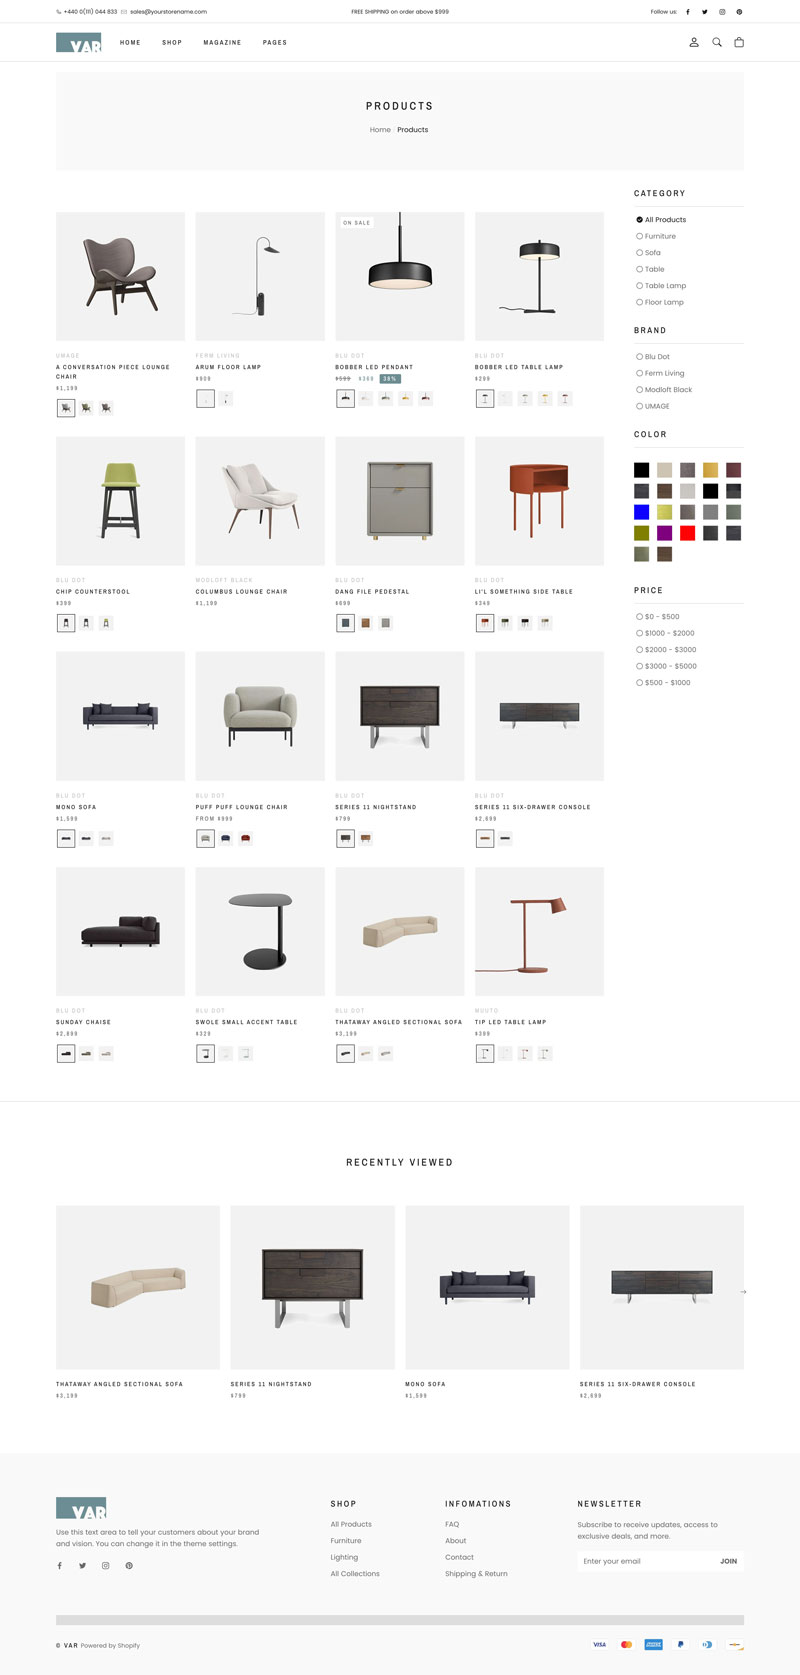 +440 0(111) 044 833 sales@yourstorename.com FREE SHIPPING on order above $999 Follow us:
VAR HOME SHOP MAGAZINE PAGES
PRODUCTS
Home Products
CATEGORY
All Products
Furniture
Sofa
Table
Table Lamp
Floor Lamp
BRAND
Blu Dot
Ferm Living
Modloft Black
UMAGE
COLOR
PRICE
$0 - $500
$1000 - $2000
$2000 - $3000
$3000 - $5000
$500 - $1000
ON SALE
UMAGE
A CONVERSATION PIECE LOUNGE
CHAIR
$1,199
FERM LIVING
ARUM FLOOR LAMP
$909
BLU DOT
BOBBER LED PENDANT
$599 $369 38%
BLU DOT
BOBBER LED TABLE LAMP
$299
BLU DOT
CHIP COUNTERSTOOL
$399
MODLOFT BLACK
COLUMBUS LOUNGE CHAIR
$1,199
BLU DOT
DANG FILE PEDESTAL
$699
BLU DOT
LI'L SOMETHING SIDE TABLE
$349
BLU DOT
MONO SOFA
$1,599
BLU DOT
PUFF PUFF LOUNGE CHAIR
FROM $999
BLU DOT
SERIES 11 NIGHTSTAND
$799
BLU DOT
SERIES 11 SIX-DRAWER CONSOLE
$2,699
BLU DOT
SUNDAY CHAISE
$2,899
BLU DOT
SWOLE SMALL ACCENT TABLE
$329
BLU DOT
THATAWAY ANGLED SECTIONAL SOFA
$3,199
MUUTO
TIP LED TABLE LAMP
$399
RECENTLY VIEWED
THATAWAY ANGLED SECTIONAL SOFA
$3,199
SERIES 11 NIGHTSTAND
$799
MONO SOFA
$1,599
SERIES 11 SIX-DRAWER CONSOLE
$2,699
VAR
Use this text area to tell your customers about your brand
and vision. You can change it in the theme settings.
SHOP
All Products
Furniture
Lighting
All Collections
INFOMATIONS
FAQ
About
Contact
Shipping & Return
NEWSLETTER
Subscribe to receive updates, access to
exclusive deals, and more.
Enter your email JOIN
© VAR Powered by Shopify
VISA